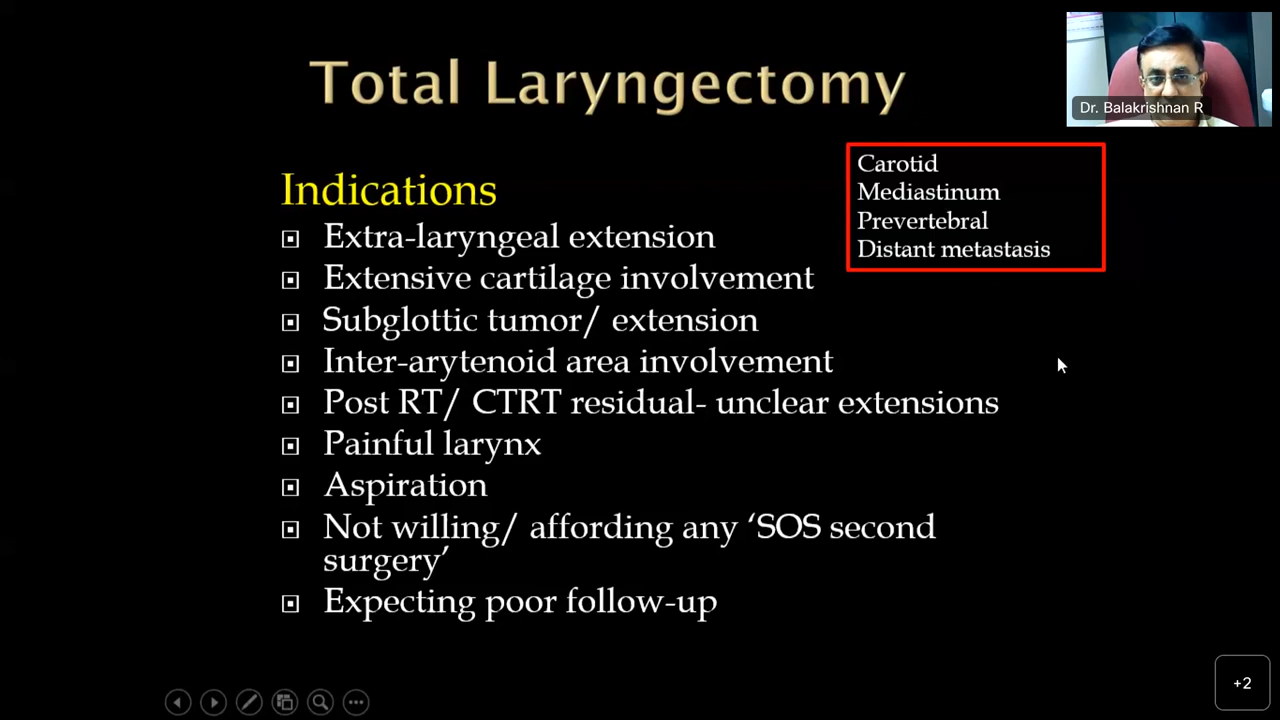 Total Laryngectomy
Dr. Balakrishnan R
Carotid
Mediastinum
Prevertebral
Distant metastasis
Indications
Extra-laryngeal extension
Extensive cartilage involvement
Subglottic tumor/ extension
Inter-arytenoid area involvement
Post RT/ CTRT residual- unclear extensions
Painful larynx
Aspiration
Not willing/ affording any ‘SOS second
surgery’
Expecting poor follow-up
+2